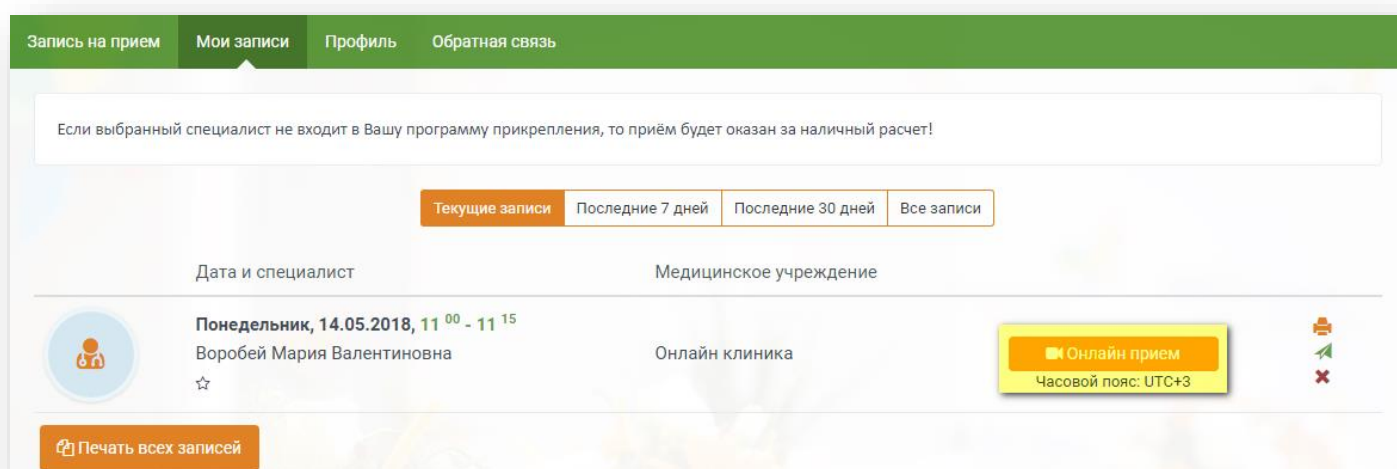 Запись на прием Мои записи Профиль Обратная связь
Если выбранный специалист не входит в Вашу программу прикрепления, то приём будет оказан за наличный расчет!
Текущие записи Последние 7 дней Последние 30 дней Все записи
Дата и специалист Медицинское учреждение
Понедельник, 14.05.2018, 11 00 - 11 15
Воробей Мария Валентиновна Онлайн клиника Онлайн прием
Часовой пояс: UTC+3
Печать всех записей